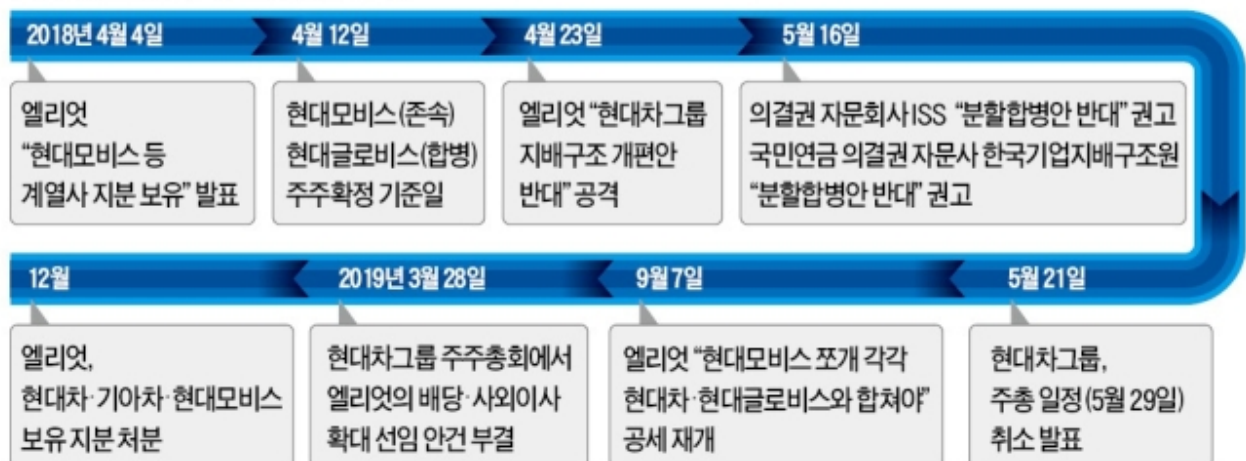 2018년 4월 4일
엘리엇
“현대모비스 등
계열사 지분 보유” 발표
4월 12일
현대모비스(존속)
현대글로비스(합병)
주주확정 기준일
4월 23일
엘리엇 “현대차그룹
지배구조 개편안
반대” 공격
5월 16일
의결권 자문회사 ISS “분할합병안 반대” 권고
국민연금 의결권 자문사 한국기업지배구조원
“분할합병안 반대” 권고
5월 21일
현대차그룹,
주총 일정(5월 29일)
취소 발표
9월 7일
엘리엇 “현대모비스 쪼개 각각
현대차·현대글로비스와 합쳐야”
공세 재개
2019년 3월 28일
현대차그룹 주주총회에서
엘리엇의 배당·사외이사
확대 선임 안건 부결
12월
엘리엇,
현대차·기아차·현대모비스
보유 지분 처분